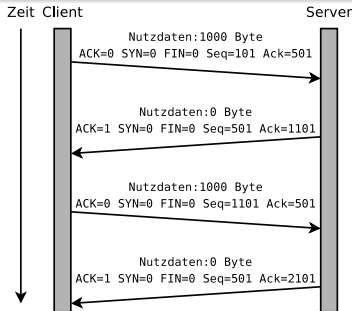 Zeit Client Server
Nutzdaten:1000 Byte
ACK=0 SYN=0 FIN=0 Seq=101 Ack=501
Nutzdaten:0 Byte
ACK=1 SYN=0 FIN=0 Seq=501 Ack=1101
Nutzdaten:1000 Byte
ACK=0 SYN=0 FIN=0 Seq=1101 Ack=501
Nutzdaten:0 Byte
ACK=1 SYN=0 FIN=0 Seq=501 Ack=2101